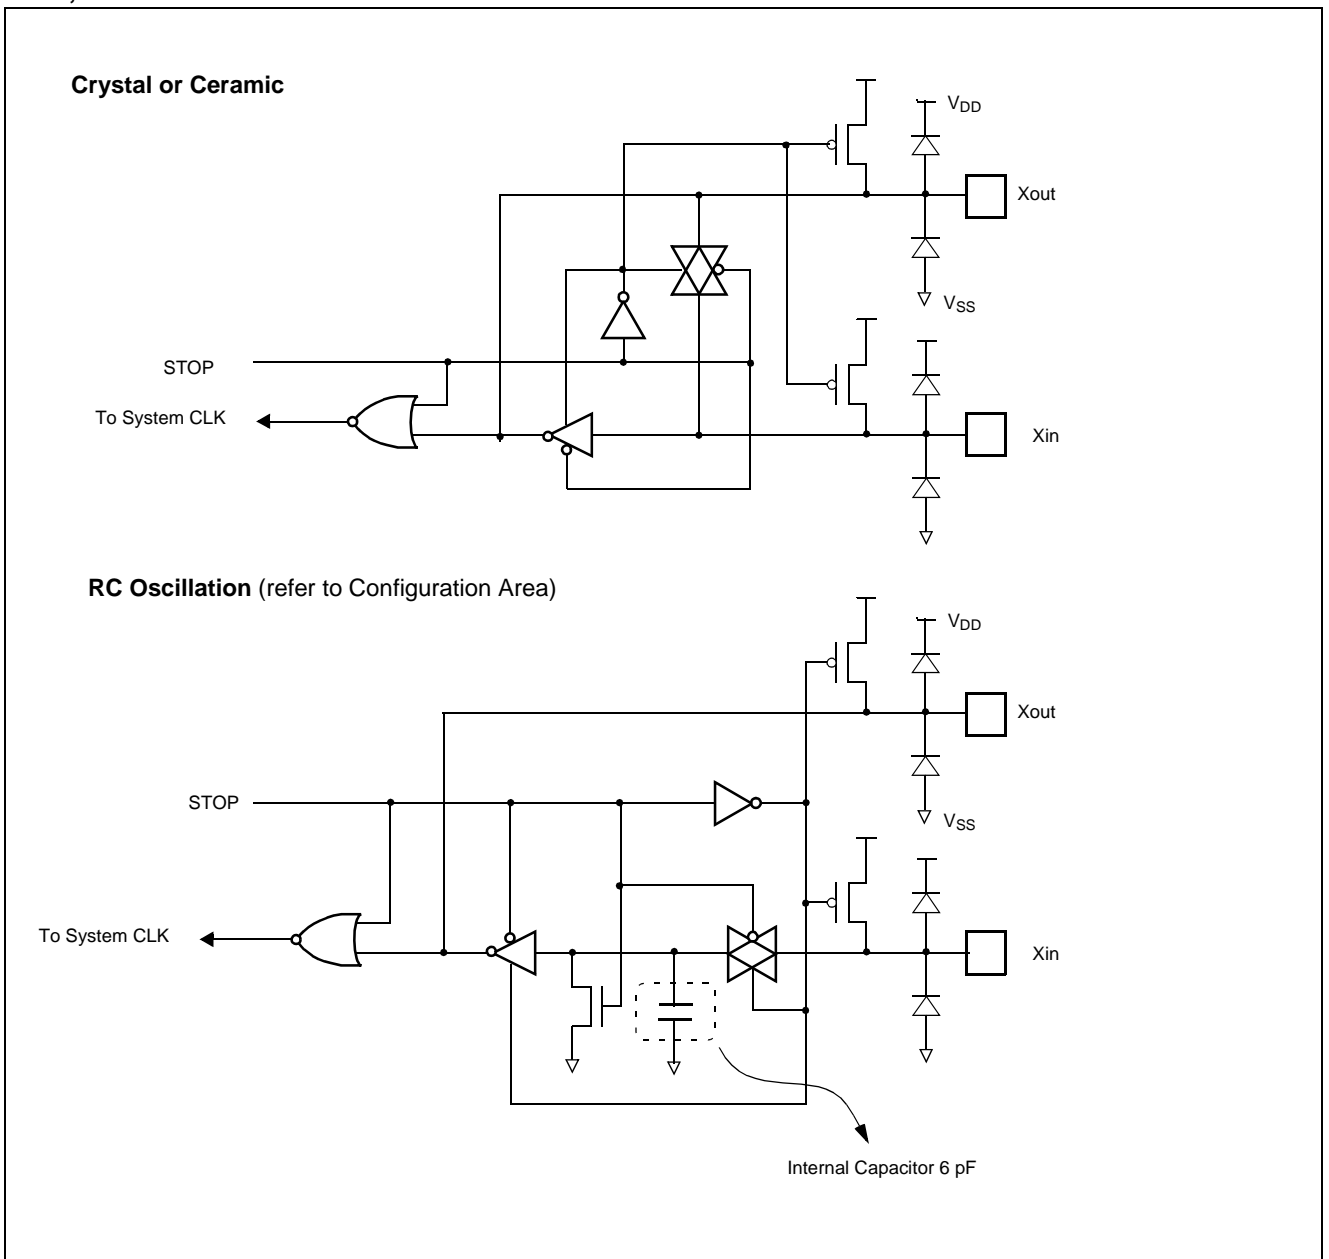 Crystal or Ceramic
VDD
Xout
VSS
STOP
To System CLK
Xin
RC Oscillation (refer to Configuration Area)
VDD
Xout
STOP
VSS
To System CLK
Xin
Internal Capacitor 6 pF